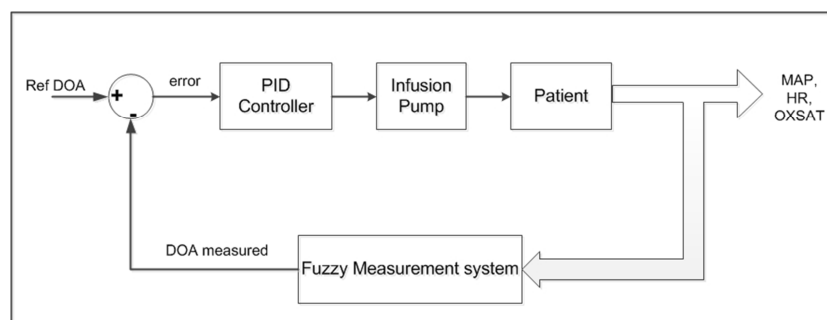 Ref DOA
+
-
error
PID
Controller
Infusion
Pump
Patient
MAP,
HR,
OXSAT
DOA measured
Fuzzy Measurement system